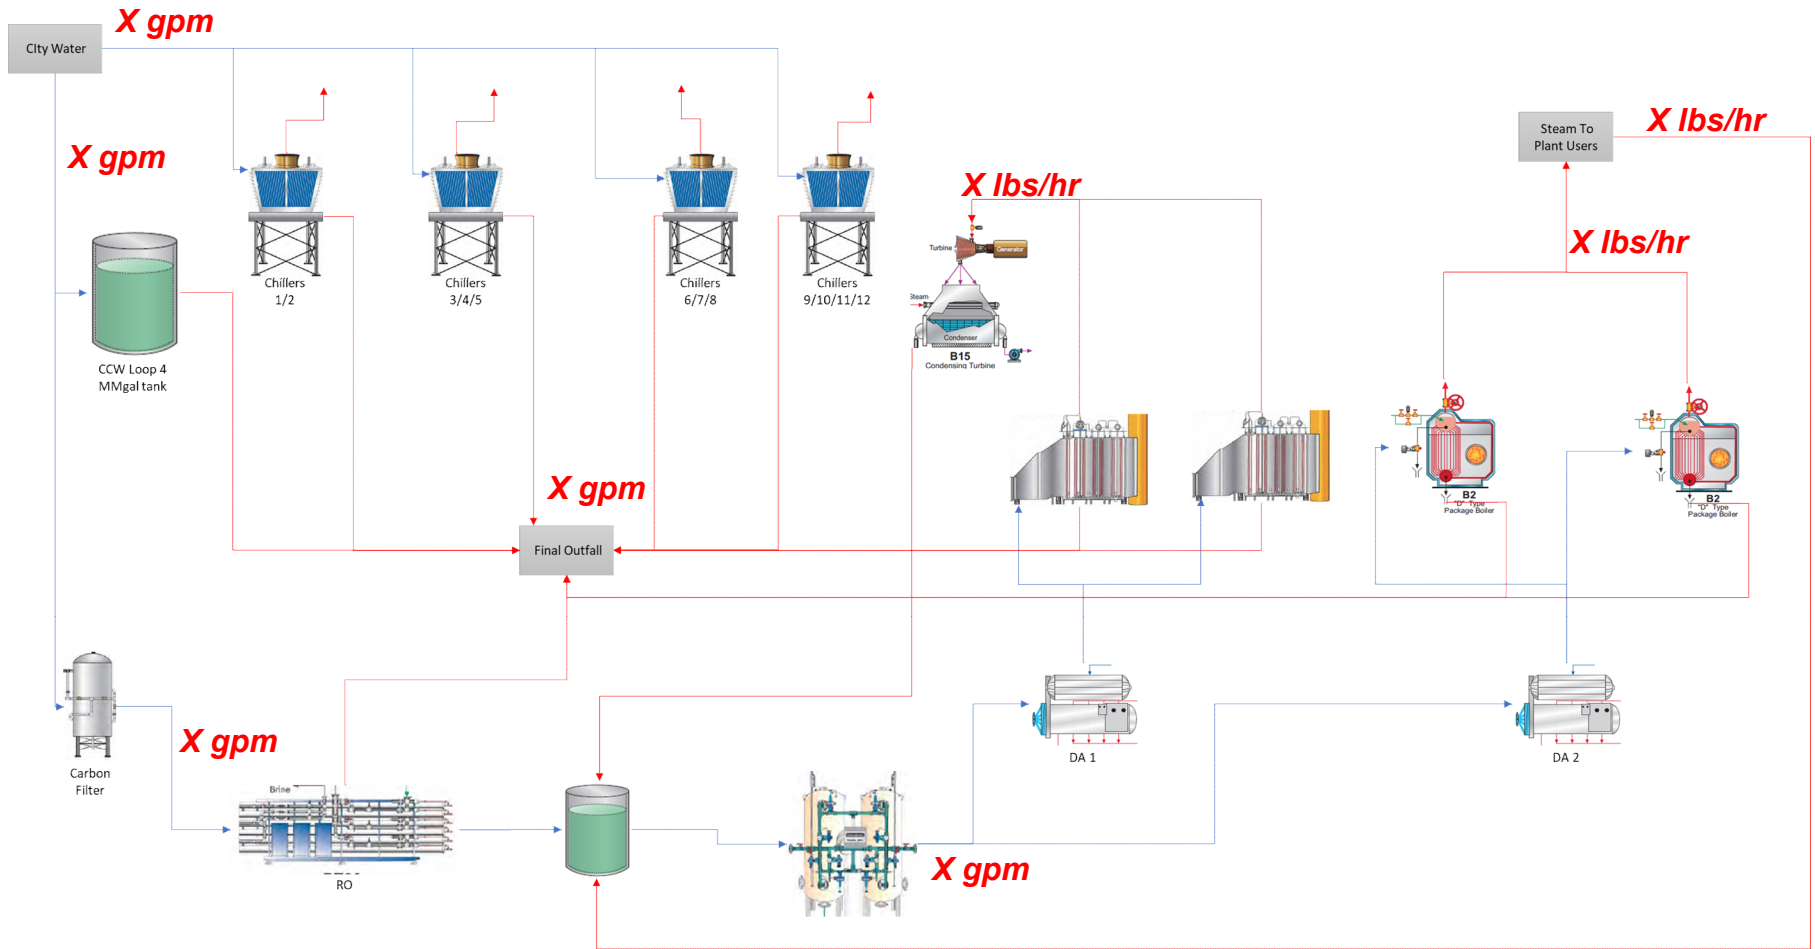 X gpm
CIty Water
X gpm
Steam To
Plant Users
X lbs/hr
X lbs/hr
X lbs/hr
Turbine
Generator
Steam
Condenser
B15
Condensing Turbine
Chillers
1/2
Chillers
3/4/5
Chillers
6/7/8
Chillers
9/10/11/12
CCW Loop 4
MMgal tank
X gpm
Final Outfall
B2
"D" Type
Package Boiler
B2
"D" Type
Package Boiler
Carbon
Filter
X gpm
Brine
RO
DA 1
DA 2
X gpm